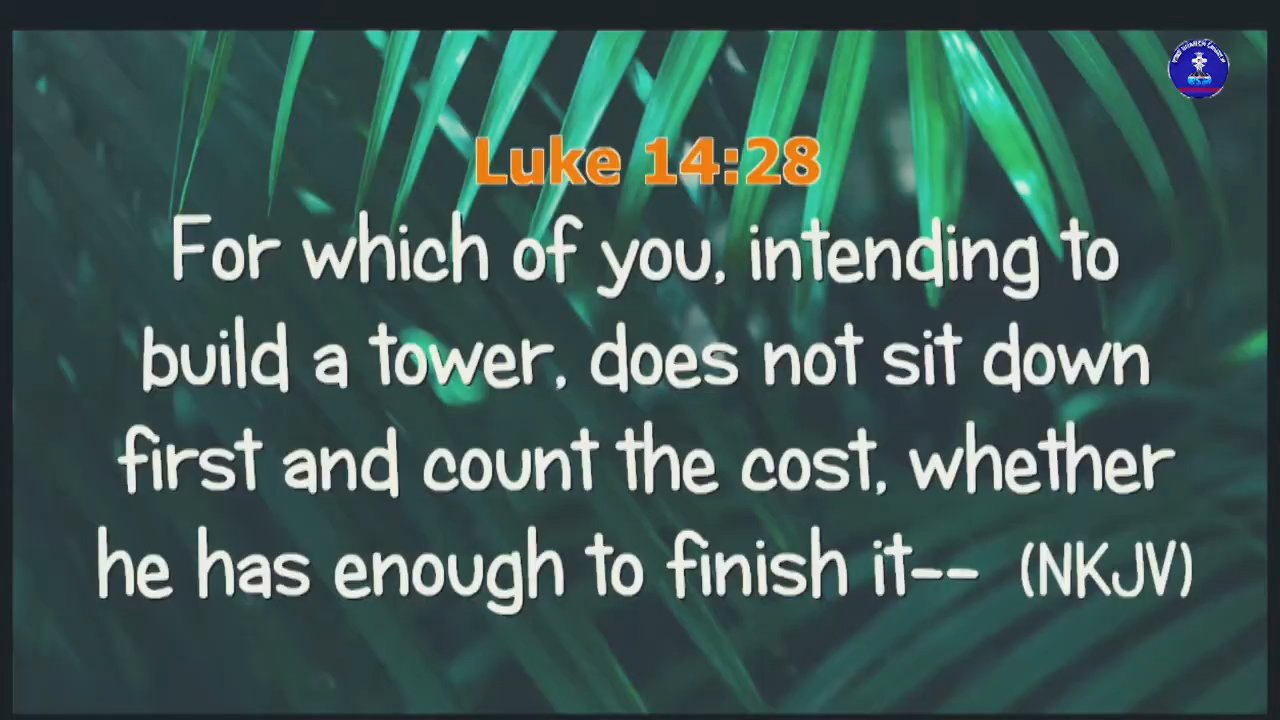 Luke 14:28
For which of you, intending to
build a tower, does not sit down
first and count the cost, whether
he has enough to finish it-- (NKJV)